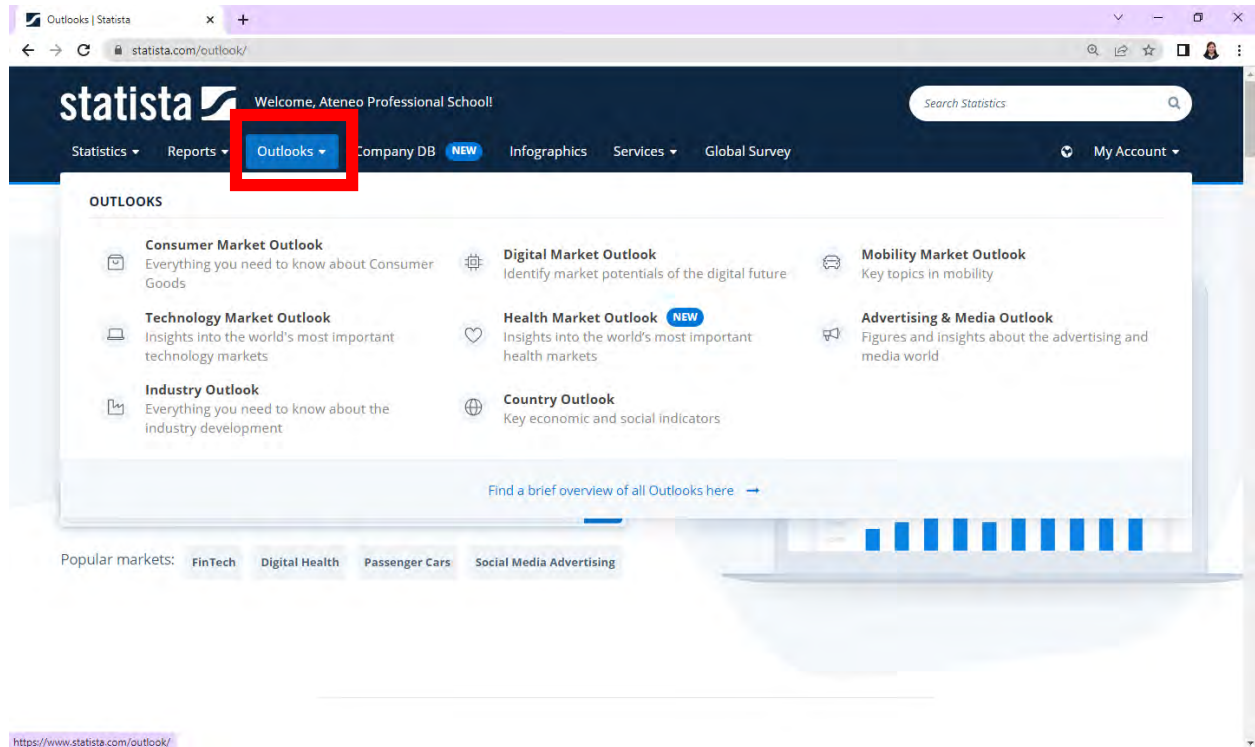 Outlooks | Statista
statista.com/outlook/
statista
Welcome, Ateneo Professional School!
Search Statistics
Statistics
Reports
Outlooks
Company DB NEW
Infographics
Services
Global Survey
My Account
OUTLOOKS
Consumer Market Outlook
Everything you need to know about Consumer
Goods
Digital Market Outlook
Identify market potentials of the digital future
Mobility Market Outlook
Key topics in mobility
Technology Market Outlook
Insights into the world's most important
technology markets
Health Market Outlook NEW
Insights into the world's most important
health markets
Advertising & Media Outlook
Figures and insights about the advertising and
media world
Industry Outlook
Everything you need to know about the
industry development
Country Outlook
Key economic and social indicators
Find a brief overview of all Outlooks here →
Popular markets: FinTech Digital Health Passenger Cars Social Media Advertising
https://www.statista.com/outlook/